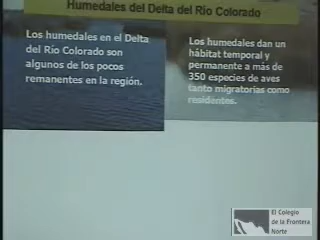 Humedales del Delta del Río Colorado
Los humedales en el Delta
del Río Colorado son
algunos de los pocos
remanentes en la región.
Los humedales dan un
hábitat temporal y
permanente a más de
350 especies de aves
tanto migratorias como
residentes.
El Colegio
de la Frontera
Norte